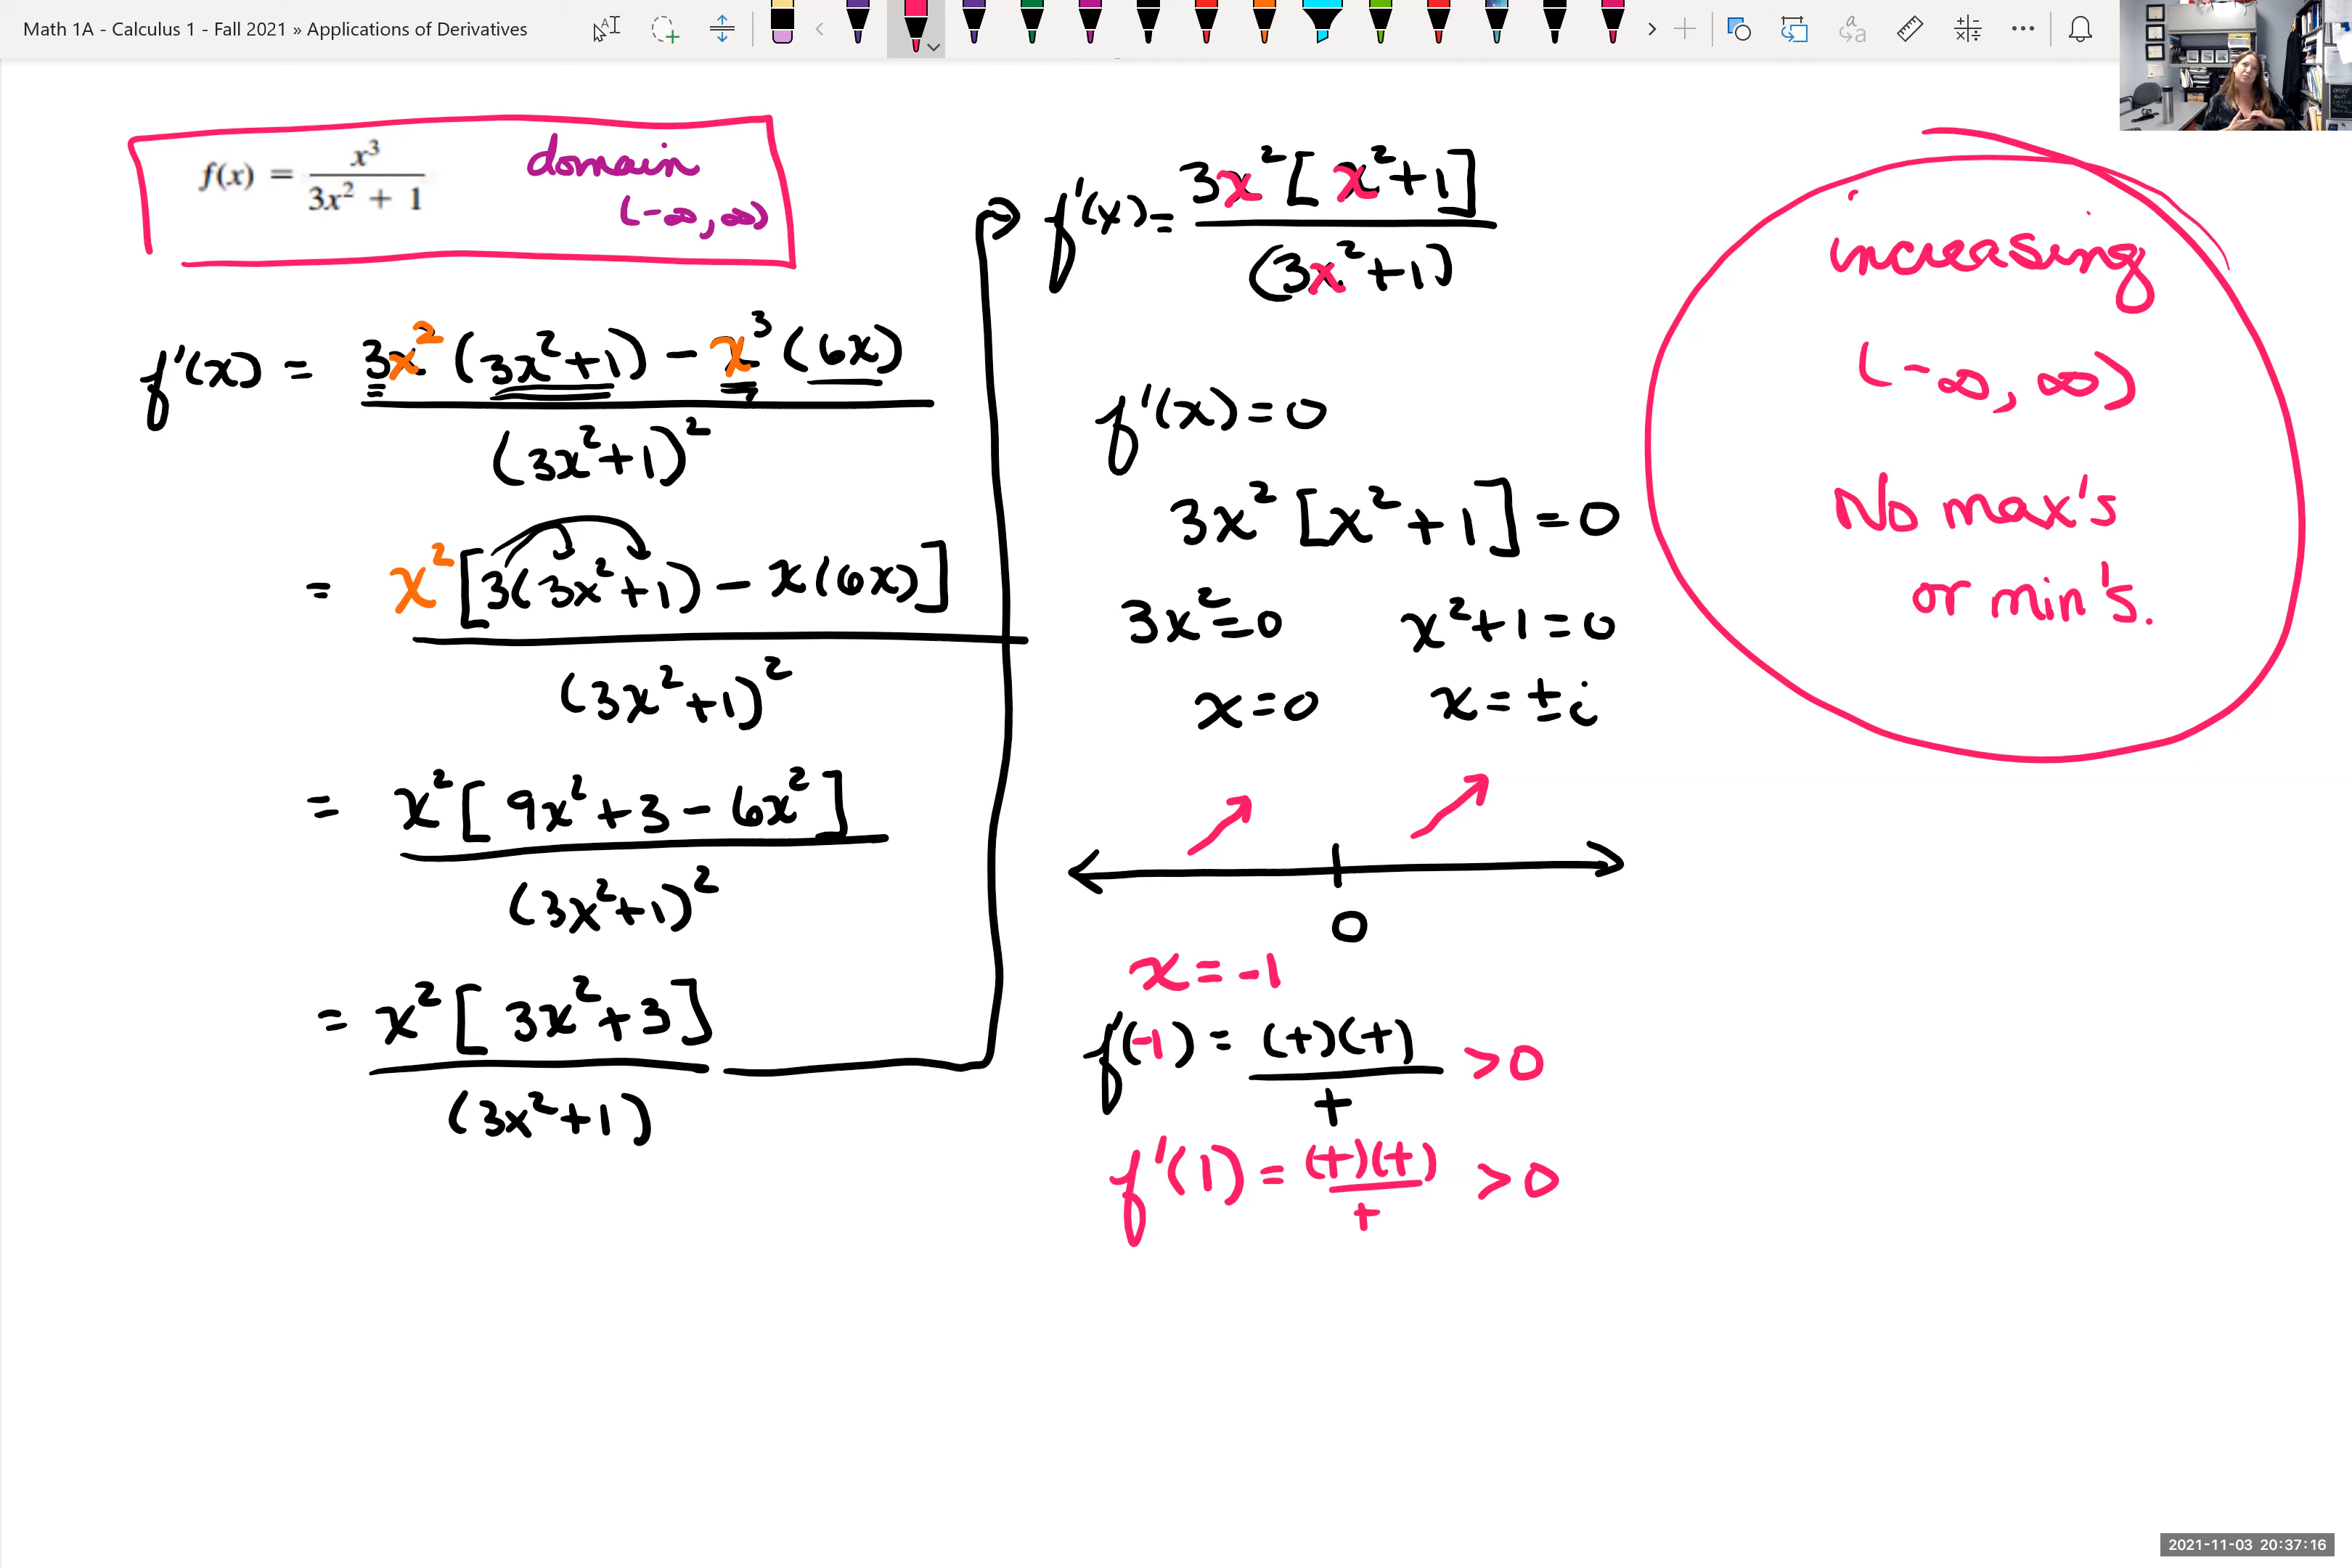 Math 1A - Calculus 1 - Fall 2021 » Applications of Derivatives
f(x) = x³ / (3x² + 1)
domain
(-∞, ∞)
f'(x) = [3x²(3x²+1) - x³(6x)] / (3x²+1)²
= x²[3(3x²+1) - x(6x)] / (3x²+1)²
= x²[9x²+3 - 6x²] / (3x²+1)²
= x²[3x²+3] / (3x²+1)
f'(x) = 3x²[x²+1] / (3x²+1)
f'(x) = 0
3x²[x²+1] = 0
3x² = 0 x²+1 = 0
x = 0 x = ±i
0
x = -1
f'(-1) = (+)(+) / + >0
f'(1) = (+)(+) / + >0
increasing
(-∞, ∞)
No max's
or min's.
2021-11-03 20:37:16